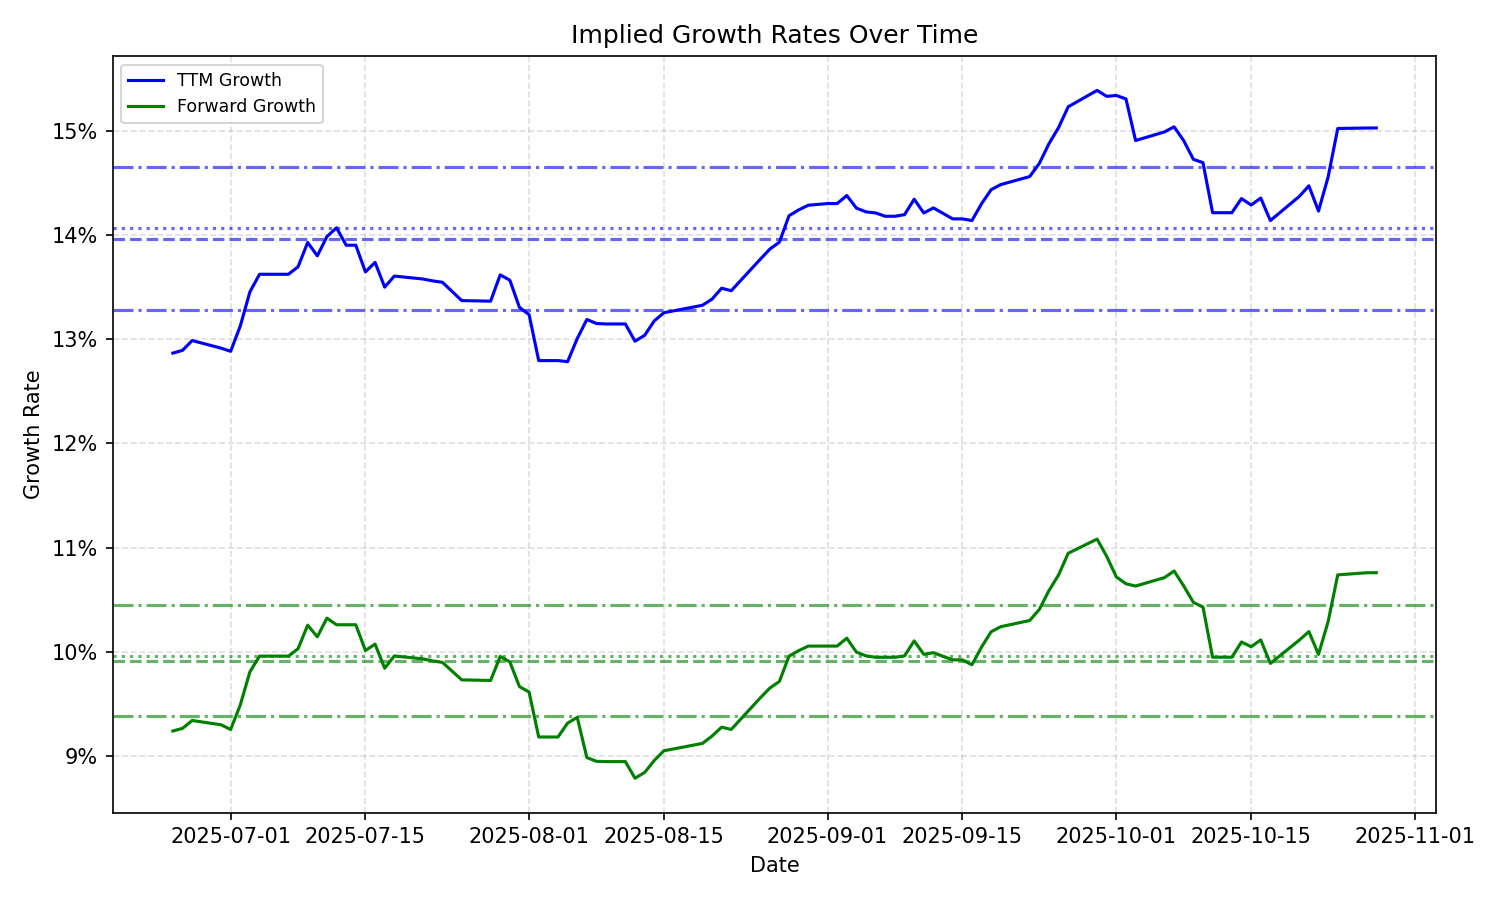 Implied Growth Rates Over Time
TTM Growth
Forward Growth
15%
14%
13%
12%
11%
10%
9%
Growth Rate
2025-07-01 2025-07-15 2025-08-01 2025-08-15 2025-09-01 2025-09-15 2025-10-01 2025-10-15 2025-11-01
Date